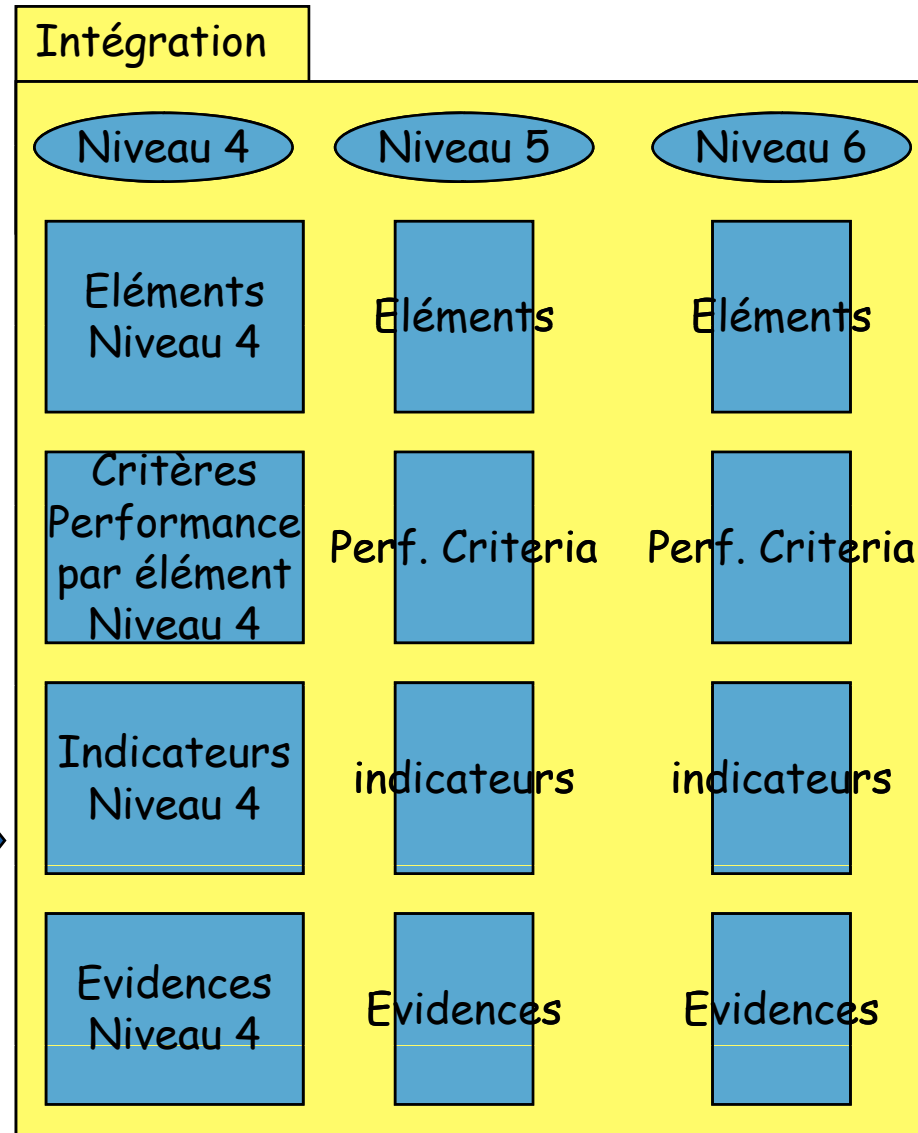 Intégration
Niveau 4
Niveau 5
Niveau 6
Eléments
Niveau 4
Eléments
Eléments
Critères
Performance
par élément
Niveau 4
Perf. Criteria
Perf. Criteria
Indicateurs
Niveau 4
indicateurs
indicateurs
Evidences
Niveau 4
Evidences
Evidences